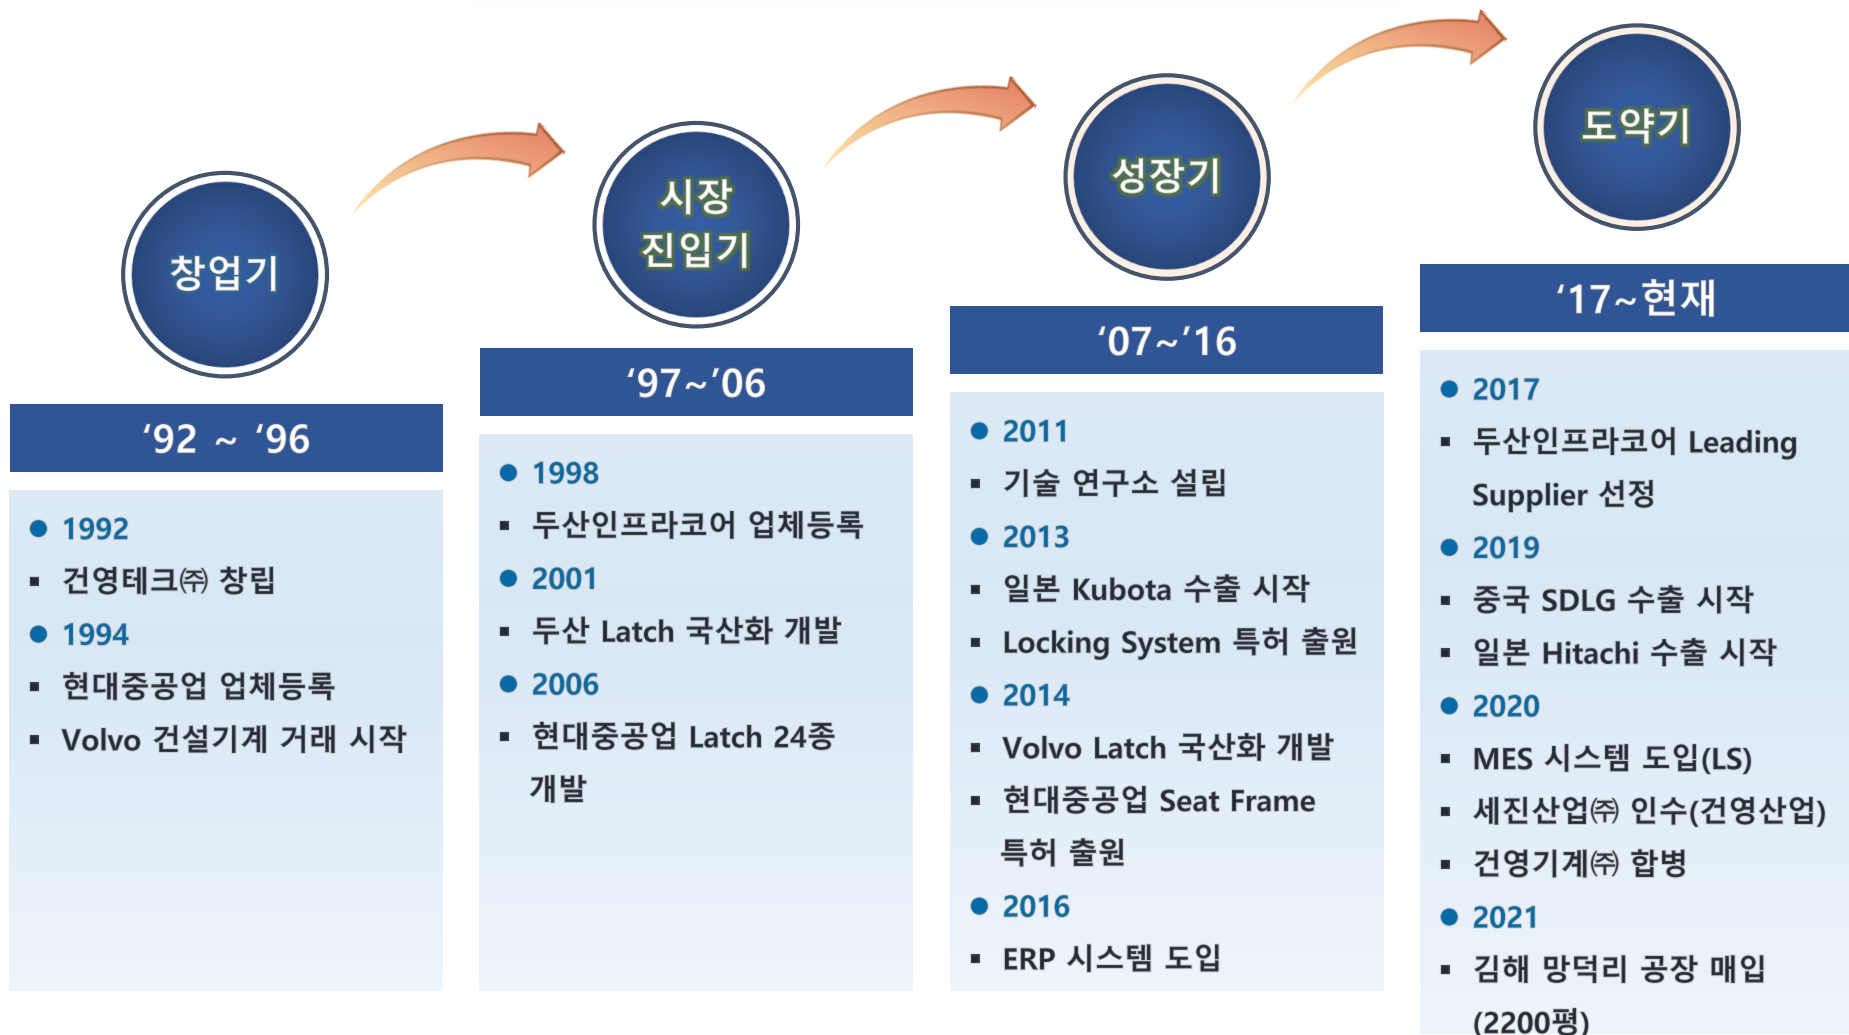 창업기
‘92 ~ ‘96
● 1992
▪ 건영테크㈜ 창립
● 1994
▪ 현대중공업 업체등록
▪ Volvo 건설기계 거래 시작
시장
진입기
‘97~’06
● 1998
▪ 두산인프라코어 업체등록
● 2001
▪ 두산 Latch 국산화 개발
● 2006
▪ 현대중공업 Latch 24종
개발
성장기
‘07~’16
● 2011
▪ 기술 연구소 설립
● 2013
▪ 일본 Kubota 수출 시작
▪ Locking System 특허 출원
● 2014
▪ Volvo Latch 국산화 개발
▪ 현대중공업 Seat Frame
특허 출원
● 2016
▪ ERP 시스템 도입
도약기
‘17~현재
● 2017
▪ 두산인프라코어 Leading
Supplier 선정
● 2019
▪ 중국 SDLG 수출 시작
▪ 일본 Hitachi 수출 시작
● 2020
▪ MES 시스템 도입(LS)
▪ 세진산업㈜ 인수(건영산업)
▪ 건영기계㈜ 합병
● 2021
▪ 김해 망덕리 공장 매입
(2200평)